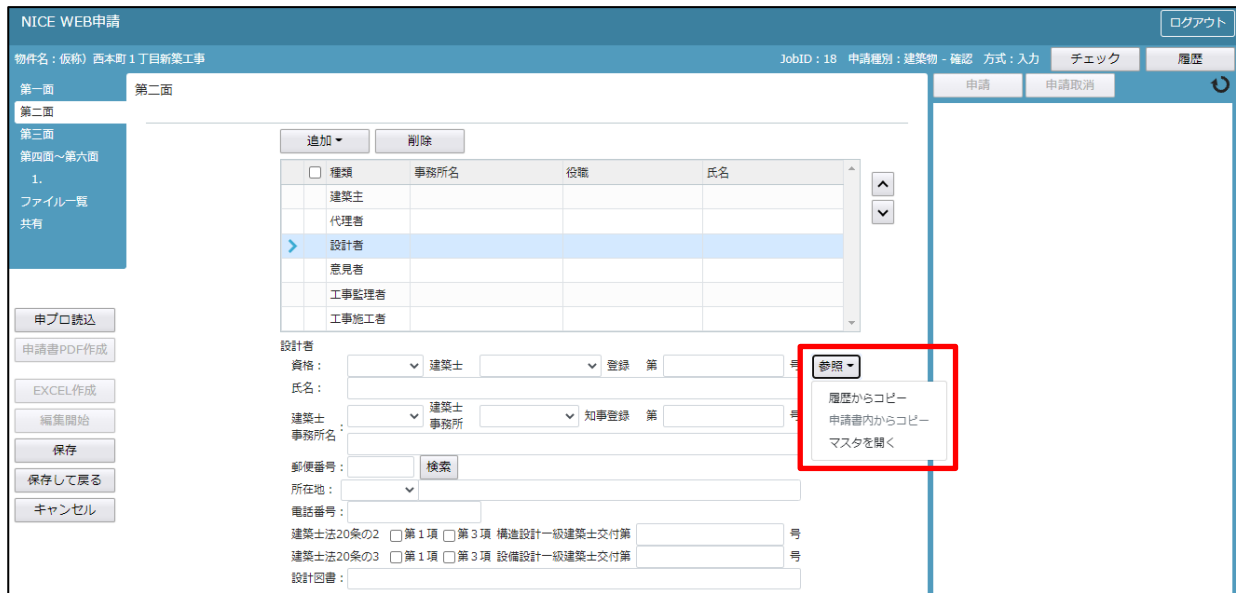 NICE WEB申請
ログアウト
物件名：仮称）西本町１丁目新築工事
JobID：18 申請種別：建築物 - 確認 方式：入力
チェック
履歴
第一面
第二面
第三面
第四面～第六面
1.
ファイル一覧
共有
申プロ読込
申請書PDF作成
EXCEL作成
編集開始
保存
保存して戻る
キャンセル
第二面
追加
削除
種類 事務所名 役職 氏名
建築主
代理者
設計者
意見者
工事監理者
工事施工者
設計者
資格： 建築士 登録 第 号
氏名：
建築士事務所名： 建築士事務所 知事登録 第 号
郵便番号： 検索
所在地：
電話番号：
建築士法20条の2 第１項 第３項 構造設計一級建築士交付第 号
建築士法20条の3 第１項 第３項 設備設計一級建築士交付第 号
設計図書：
参照
履歴からコピー
申請書内からコピー
マスタを開く
申請
申請取消